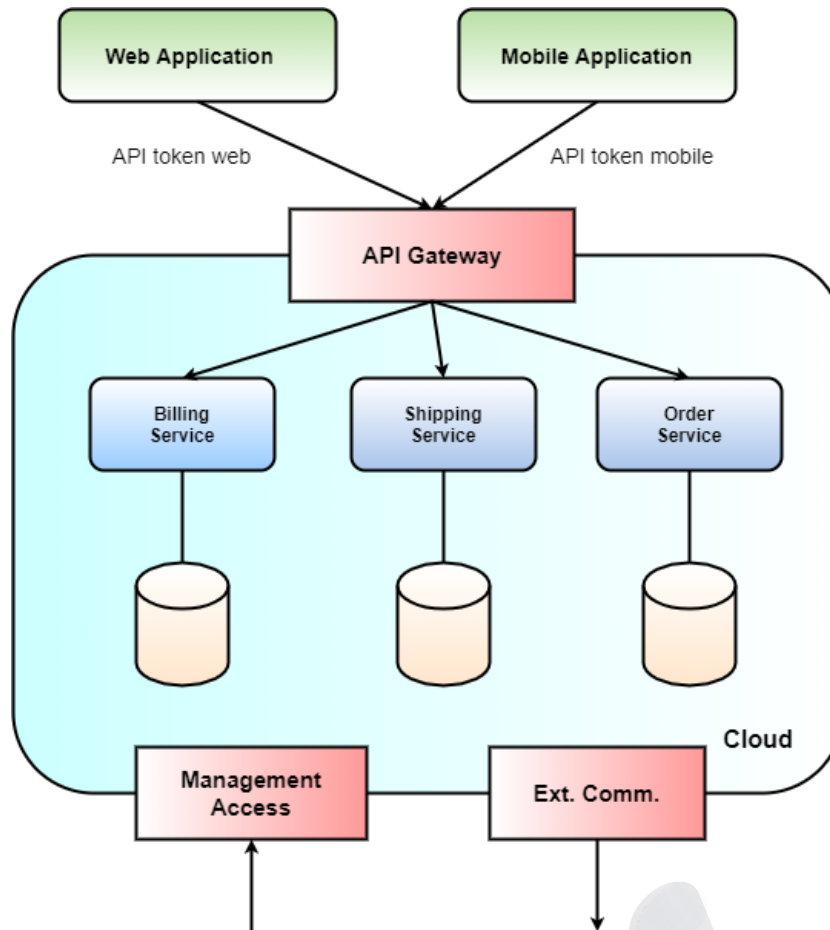 Web Application
Mobile Application
API token web
API token mobile
API Gateway
Billing
Service
Shipping
Service
Order
Service
Cloud
Management
Access
Ext. Comm.